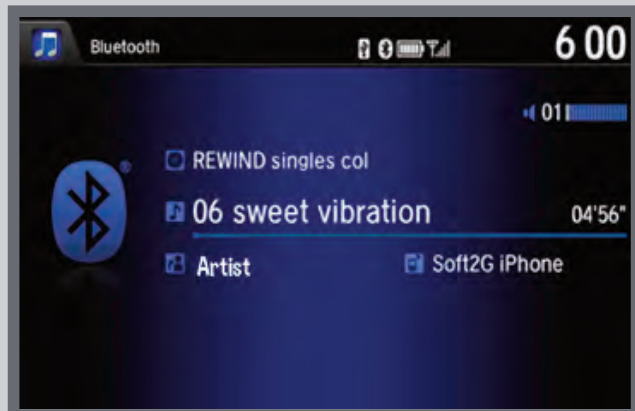 Bluetooth
6 00
01
REWIND singles col
06 sweet vibration
04'56"
Artist
Soft2G iPhone